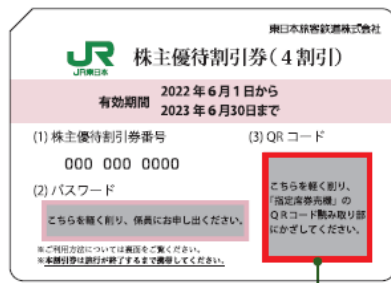 東日本旅客鉄道株式会社
JR
JR東日本
株主優待割引券(4割引)
有効期間
2022年6月1日から
2023年6月30日まで
(1) 株主優待割引券番号
000 000 0000
(2) パスワード
こちらを軽く削り、係員にお申し出ください。
(3) QRコード
こちらを軽く削り、
「指定席券売機」の
QRコード読み取り部
にかざしてください。
※ご利用方法については裏面をご覧ください。
※本割引券は旅行が終了するまで携帯してください。